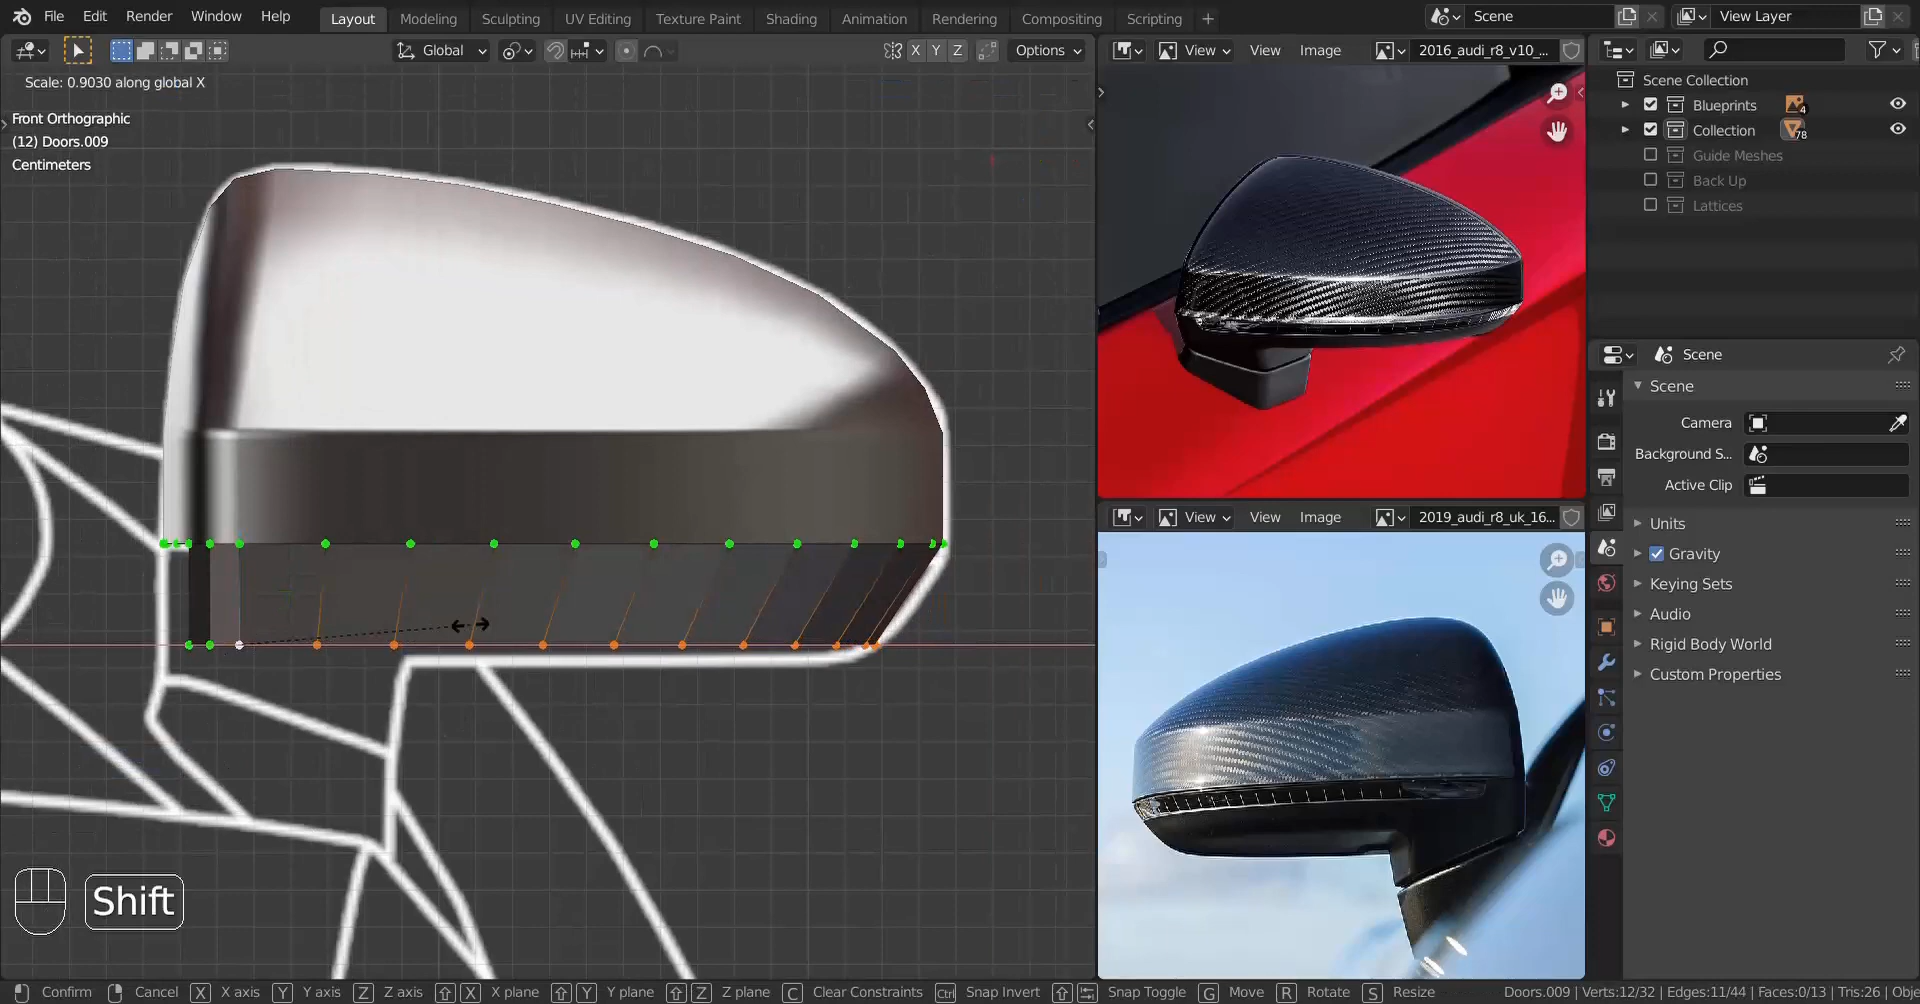 File Edit Render Window Help Layout Modeling Sculpting UV Editing Texture Paint Shading Animation Rendering Compositing Scripting + Scene View Layer
Global X Y Z Options
View View Image 2016_audi_r8_v10_...
Scale: 0.9030 along global X
Front Orthographic
(12) Doors.009
Centimeters
Scene Collection
Blueprints 4
Collection 78
Guide Meshes
Back Up
Lattices
Scene
Scene
Camera
Background S...
Active Clip
Units
Gravity
Keying Sets
Audio
Rigid Body World
Custom Properties
View View Image 2019_audi_r8_uk_16...
Shift
Confirm Cancel X X axis Y Y axis Z Z axis X X plane Y Y plane Z Z plane C Clear Constraints Ctrl Snap Invert Snap Toggle G Move R Rotate S Resize Doors.009 | Verts:12/32 | Edges:11/44 | Faces:0/13 | Tris:26 | Obje